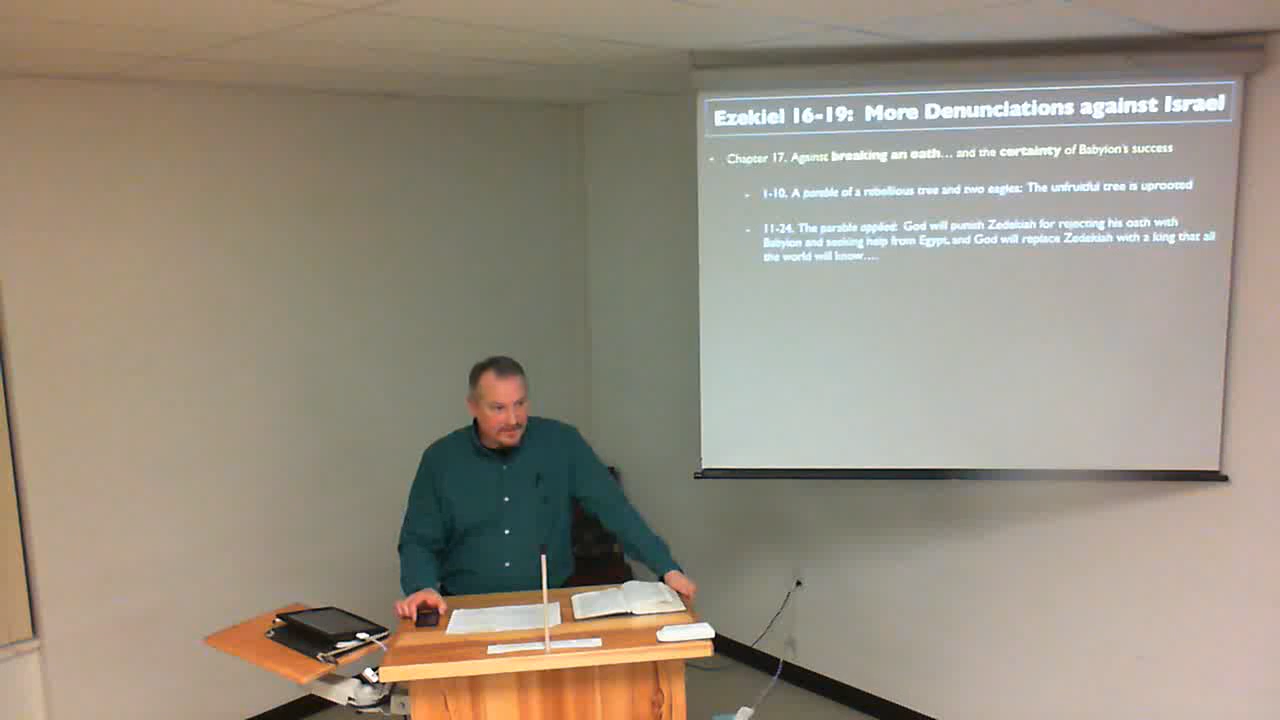 Ezekiel 16-19: More Denunciations against Israel
Chapter 17. Against breaking an oath... and the certainty of Babylon's success
1-10. A parable of a rebellious tree and two eagles: The unfruitful tree is uprooted
11-24. The parable applied: God will punish Zedekiah for rejecting his oath with
Babylon and seeking help from Egypt, and God will replace Zedekiah with a king that all
the world will know....